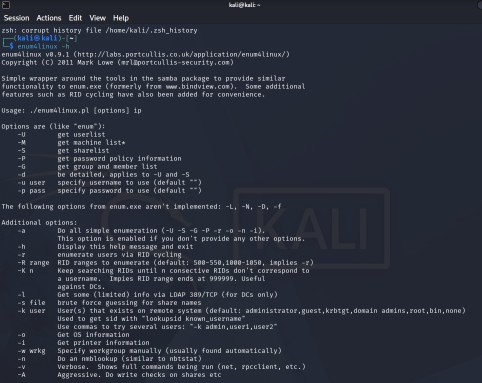 kali@kali: ~
Session Actions Edit View Help
zsh: corrupt history file /home/kali/.zsh_history
(kali㉿kali)-[~]
$ enum4linux -h
enum4linux v0.9.1 (http://labs.portcullis.co.uk/application/enum4linux/)
Copyright (C) 2011 Mark Lowe (mrl@portcullis-security.com)
Simple wrapper around the tools in the samba package to provide similar
functionality to enum.exe (formerly from www.bindview.com). Some additional
features such as RID cycling have also been added for convenience.
Usage: ./enum4linux.pl [options] ip
Options are (like "enum"):
-U get userlist
-M get machine list*
-S get sharelist
-P get password policy information
-G get group and member list
-d be detailed, applies to -U and -S
-u user specify username to use (default "")
-p pass specify password to use (default "")
The following options from enum.exe aren't implemented: -L, -N, -D, -f
Additional options:
-a Do all simple enumeration (-U -S -G -P -r -o -n -i).
This option is enabled if you don't provide any other options.
-h Display this help message and exit
-r enumerate users via RID cycling
-R range RID ranges to enumerate (default: 500-550,1000-1050, implies -r)
-K n Keep searching RIDs until n consective RIDs don't correspond to
a username. Impies RID range ends at 999999. Useful
against DCs.
-l Get some (limited) info via LDAP 389/TCP (for DCs only)
-s file brute force guessing for share names
-k user User(s) that exists on remote system (default: administrator,guest,krbtgt,domain admins,root,bin,none)
Used to get sid with "lookupsid known_username"
Use commas to try several users: "-k admin,user1,user2"
-o Get OS information
-i Get printer information
-w wrkg Specify workgroup manually (usually found automatically)
-n Do an nmblookup (similar to nbtstat)
-v Verbose. Shows full commands being run (net, rpcclient, etc.)
-A Aggressive. Do write checks on shares etc
KALI